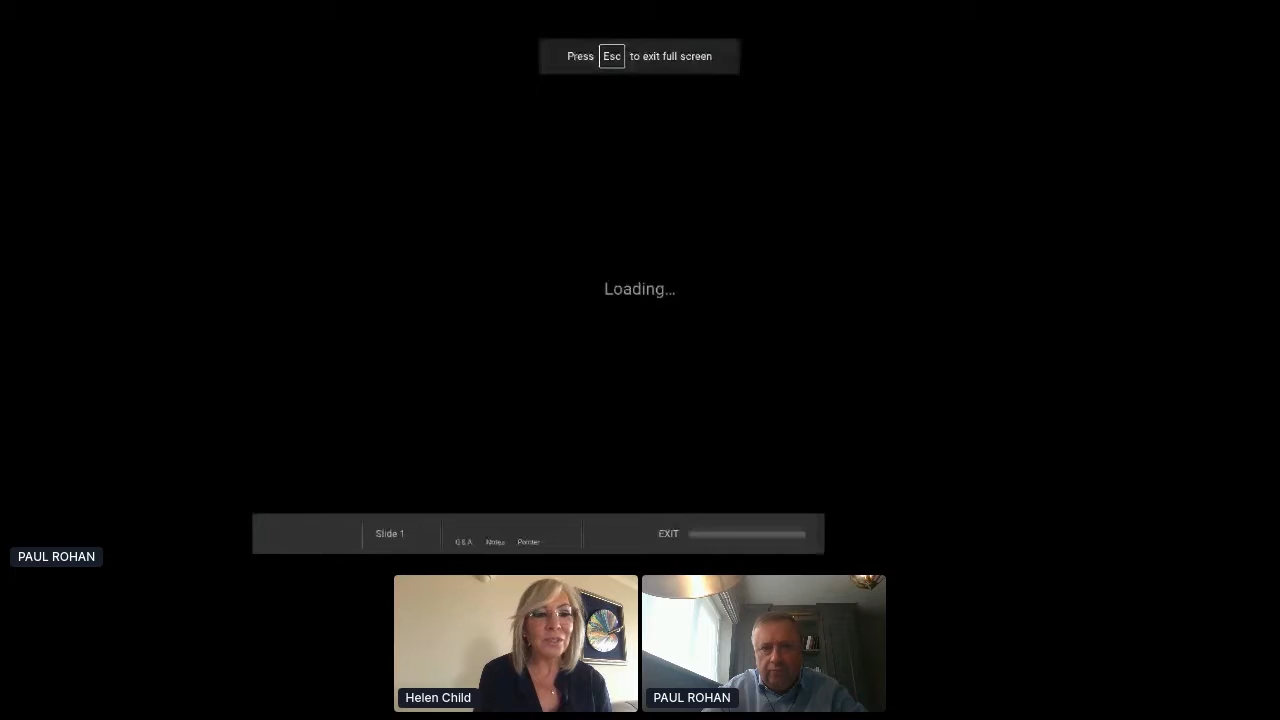 Press Esc to exit full screen
Loading...
Slide 1
Q & A Notes Pointer
EXIT
PAUL ROHAN
Helen Child
PAUL ROHAN